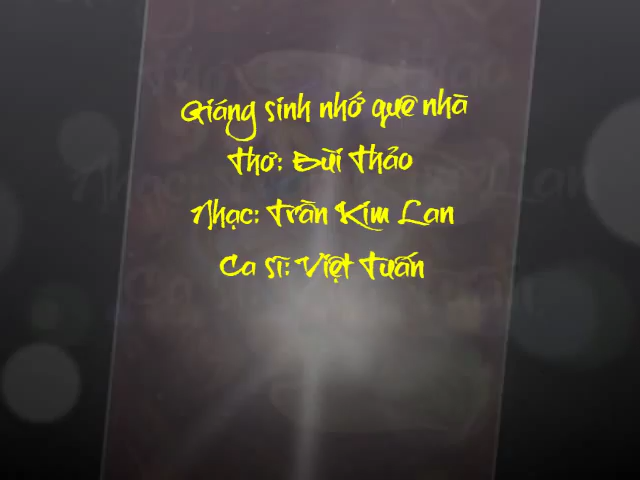 Giáng sinh nhớ quê nhà
Thơ: Bùi Thảo
Nhạc: Trần Kim Lan
Ca sĩ: Việt Tuấn